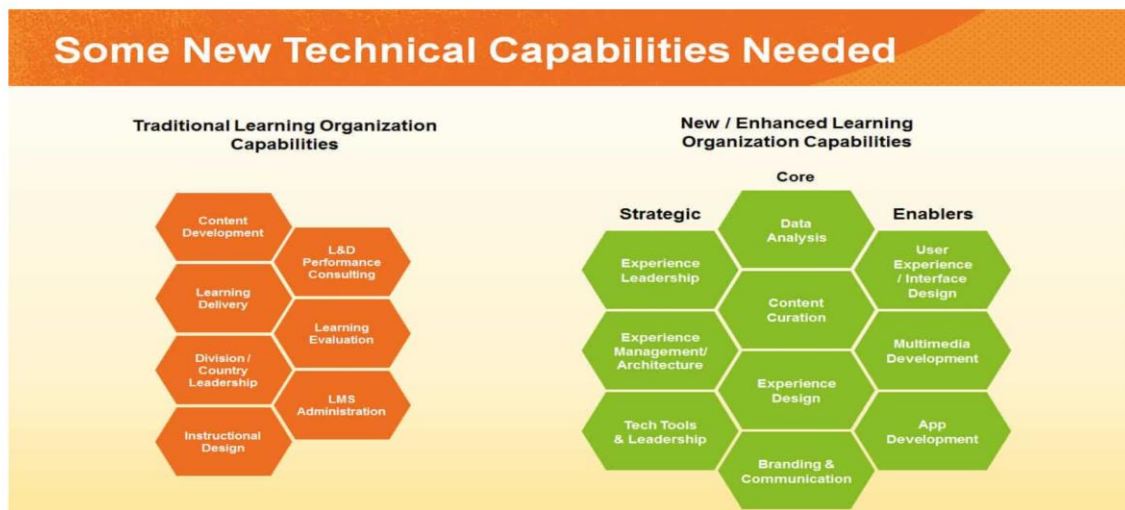 Some New Technical Capabilities Needed
Traditional Learning Organization
Capabilities
Content
Development
L&D
Performance
Consulting
Learning
Delivery
Learning
Evaluation
Division /
Country
Leadership
LMS
Administration
Instructional
Design
New / Enhanced Learning
Organization Capabilities
Core
Strategic
Enablers
Data
Analysis
Experience
Leadership
User
Experience
/ Interface
Design
Content
Curation
Experience
Management/
Architecture
Multimedia
Development
Experience
Design
Tech Tools
& Leadership
App
Development
Branding &
Communication